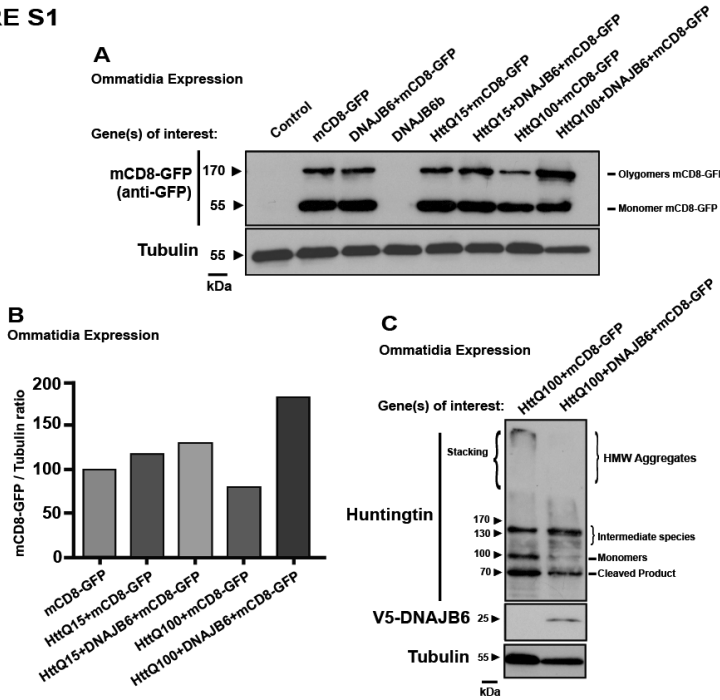 RE S1
A
Ommatidia Expression
Gene(s) of interest:
Control
mCD8-GFP
DNAJB6+mCD8-GFP
DNAJB6b
HttQ15+mCD8-GFP
HttQ15+DNAJB6+mCD8-GFP
HttQ100+mCD8-GFP
HttQ100+DNAJB6+mCD8-GFP
mCD8-GFP
(anti-GFP)
170
55
Olygomers mCD8-GF
Monomer mCD8-GFP
Tubulin
55
kDa
B
Ommatidia Expression
mCD8-GFP / Tubulin ratio
200
150
100
50
0
mCD8-GFP
HttQ15+mCD8-GFP
HttQ15+DNAJB6+mCD8-GFP
HttQ100+mCD8-GFP
HttQ100+DNAJB6+mCD8-GFP
C
Ommatidia Expression
Gene(s) of interest:
HttQ100+mCD8-GFP
HttQ100+DNAJB6+mCD8-GFP
Stacking
HMW Aggregates
Huntingtin
170
130
100
70
Intermediate species
Monomers
Cleaved Product
V5-DNAJB6
25
Tubulin
55
kDa